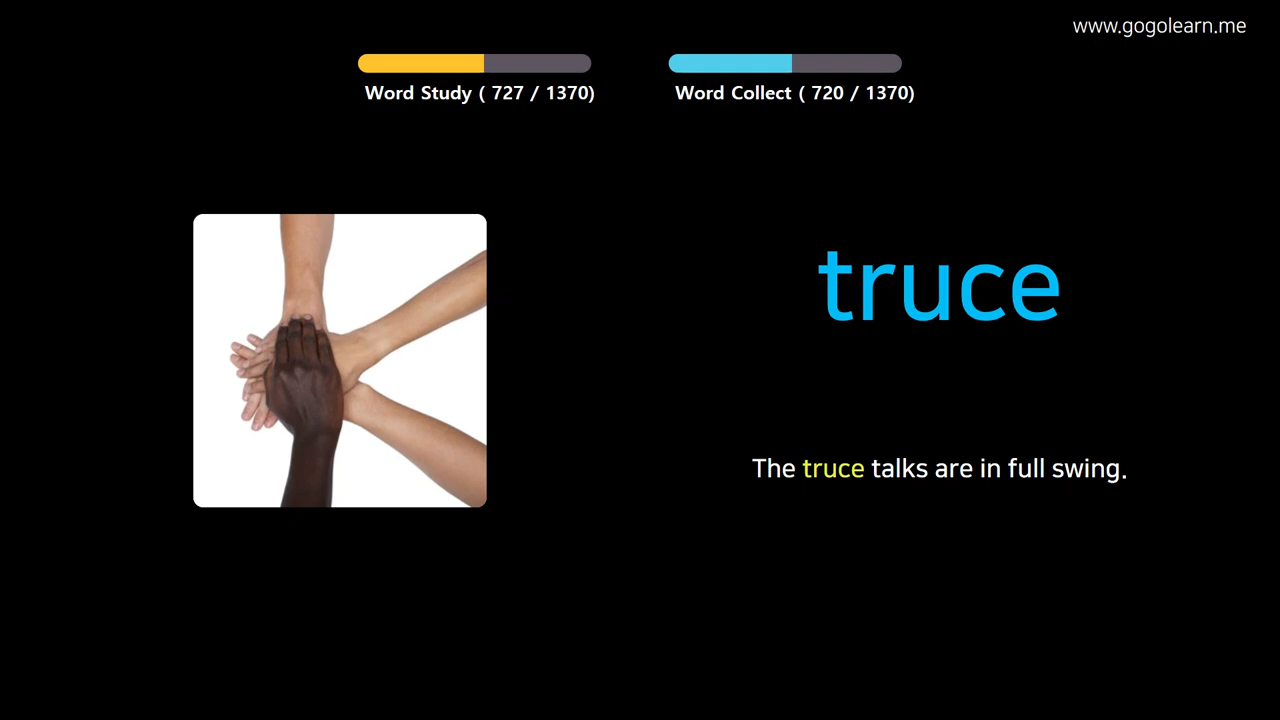 www.gogolearn.me
Word Study ( 727 / 1370)
Word Collect ( 720 / 1370)
truce
The truce talks are in full swing.